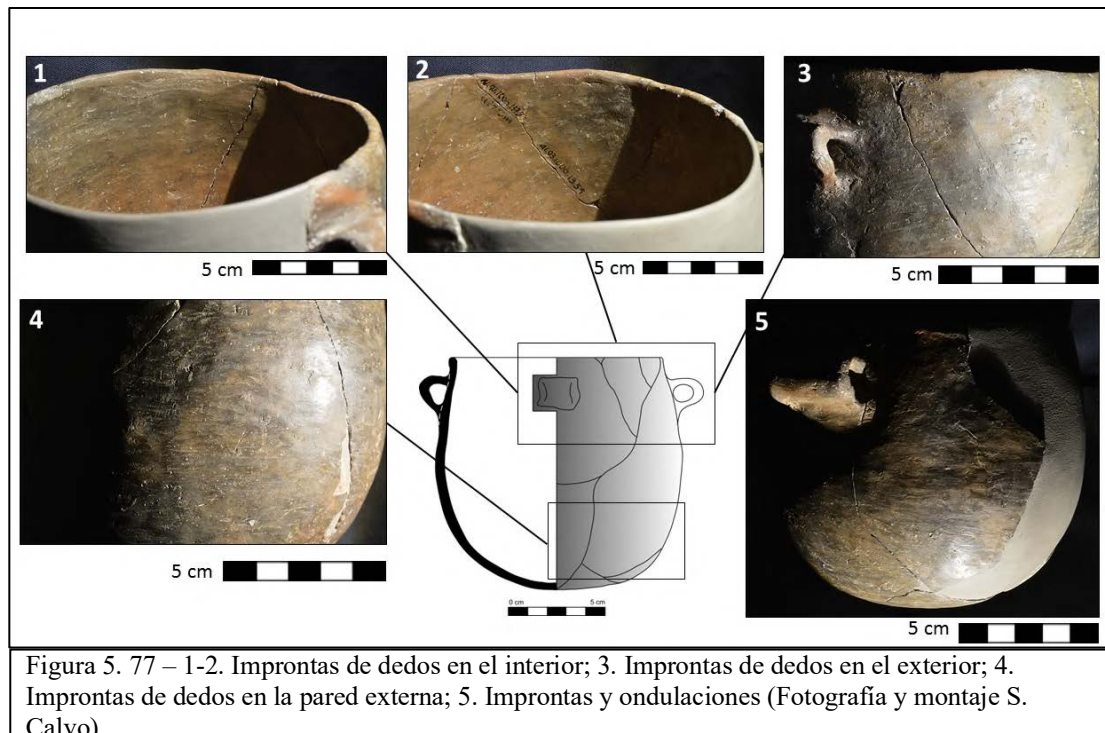 1
2
3
5 cm
5 cm
5 cm
4
5
5 cm
0 cm 5 cm
5 cm
Figura 5. 77 – 1-2. Improntas de dedos en el interior; 3. Improntas de dedos en el exterior; 4.
Improntas de dedos en la pared externa; 5. Improntas y ondulaciones (Fotografía y montaje S.
Calvo)